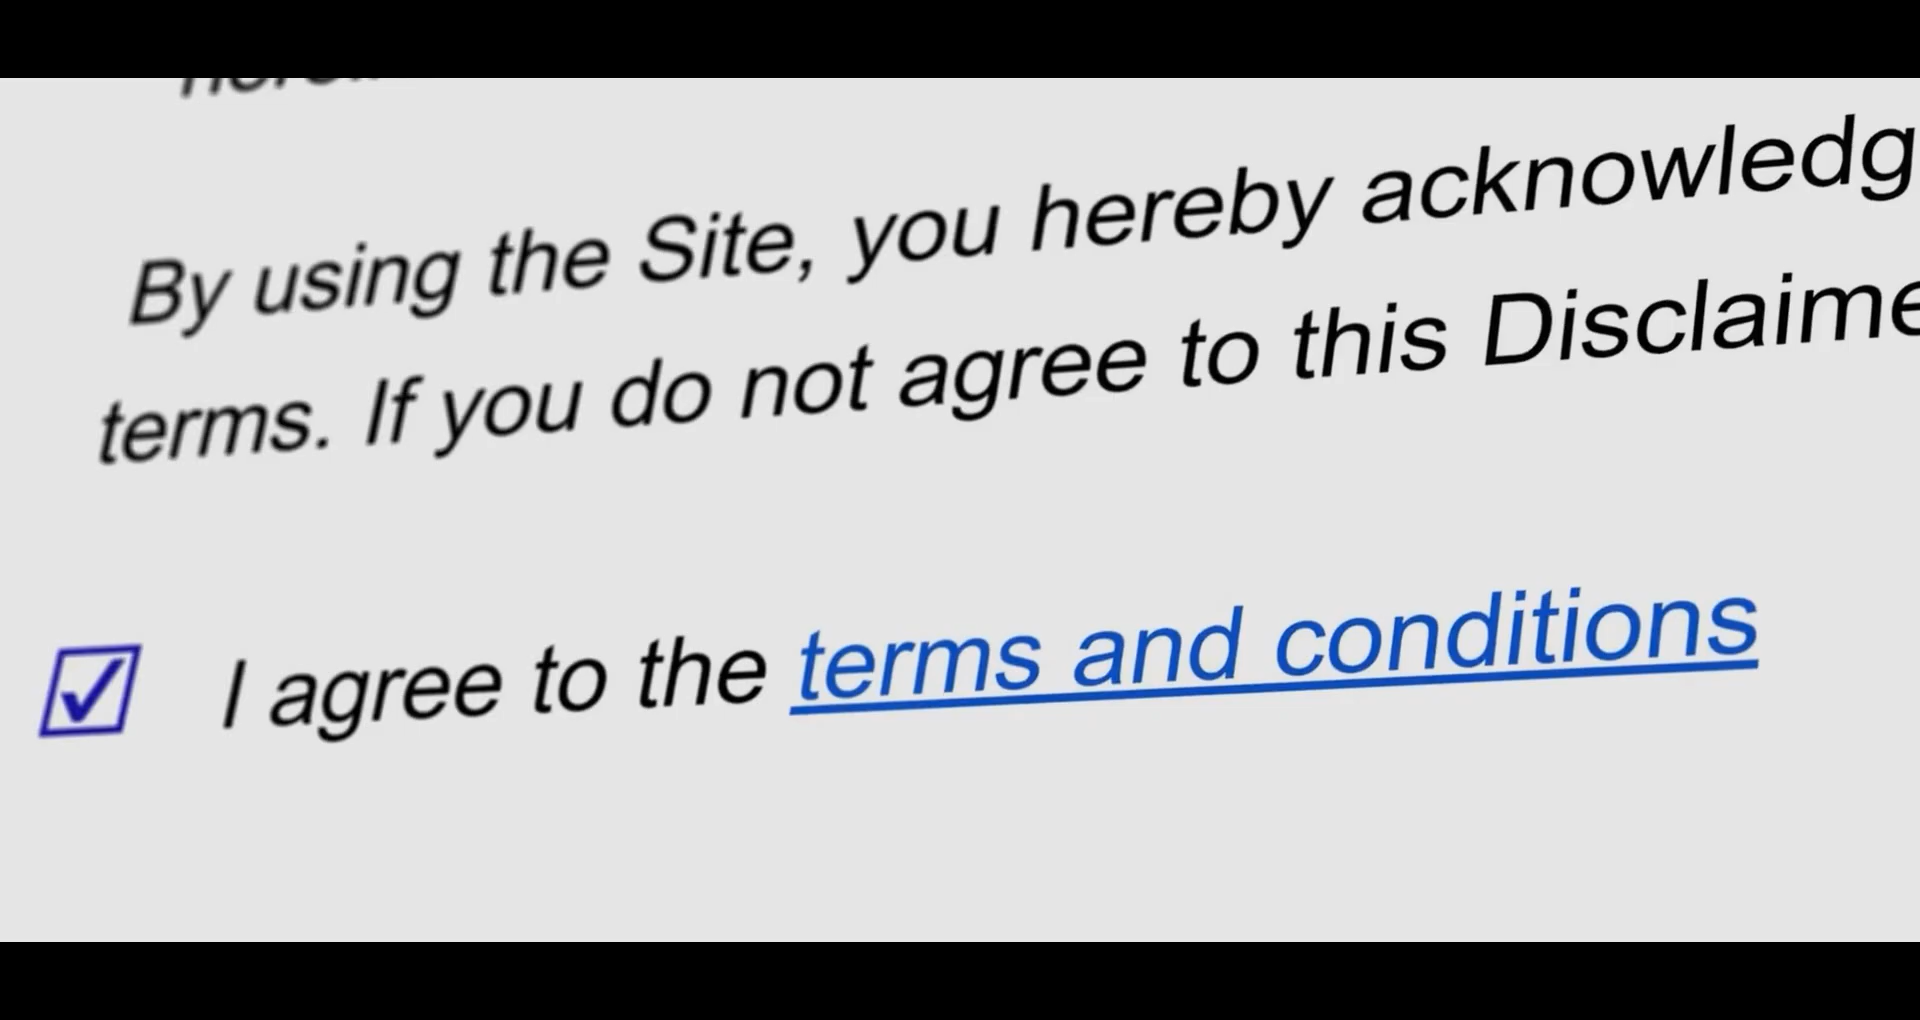 By using the Site, you hereby acknowledg
terms. If you do not agree to this Disclaime
I agree to the terms and conditions